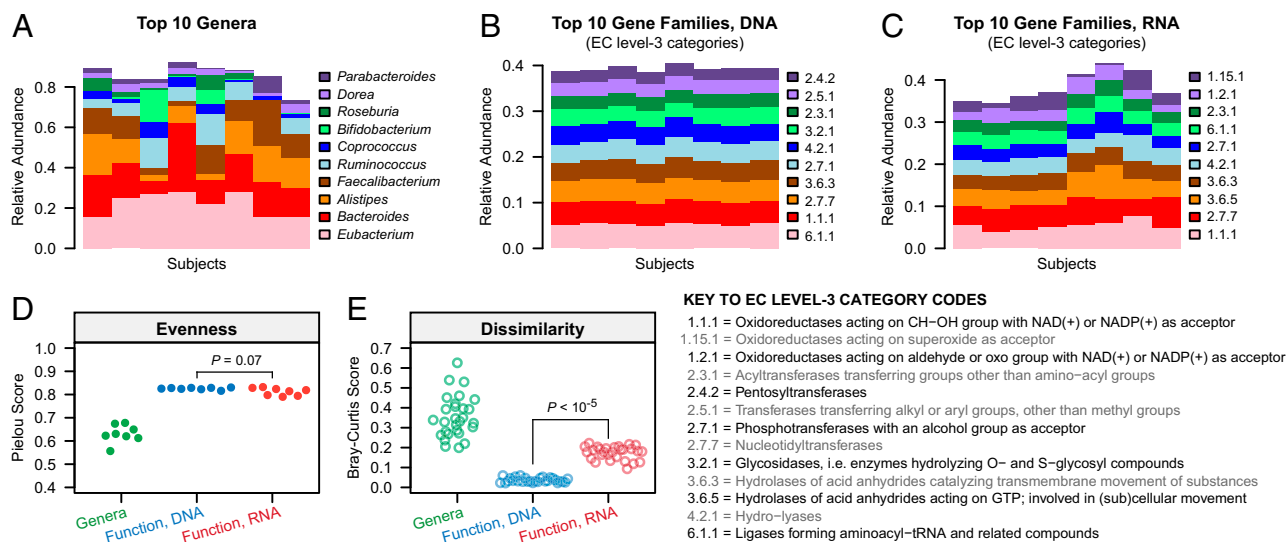 A
Top 10 Genera
Relative Adundance
0.8
0.6
0.4
0.2
0.0
Subjects
Parabacteroides
Dorea
Roseburia
Bifidobacterium
Coprococus
Ruminococcus
Faecalibacterium
Alistipes
Bacteroides
Eubacterium
B
Top 10 Gene Families, DNA
(EC level-3 categories)
Relative Adundance
0.4
0.3
0.2
0.1
0.0
Subjects
2.4.2
2.5.1
2.3.1
3.2.1
4.2.1
2.7.1
3.6.3
2.7.7
1.1.1
6.1.1
C
Top 10 Gene Families, RNA
(EC level-3 categories)
Relative Adundance
0.4
0.3
0.2
0.1
0.0
Subjects
1.15.1
1.2.1
2.3.1
6.1.1
2.7.1
4.2.1
3.6.3
3.6.5
2.7.7
1.1.1
D
Evenness
Pielou Score
1.0
0.9
0.8
0.7
0.6
0.5
0.4
P = 0.07
Genera
Function, DNA
Function, RNA
E
Dissimilarity
Bray-Curtis Score
0.7
0.6
0.5
0.4
0.3
0.2
0.1
0.0
P < 10-5
Genera
Function, DNA
Function, RNA
KEY TO EC LEVEL-3 CATEGORY CODES
1.1.1 = Oxidoreductases acting on CH−OH group with NAD(+) or NADP(+) as acceptor
1.15.1 = Oxidoreductases acting on superoxide as acceptor
1.2.1 = Oxidoreductases acting on aldehyde or oxo group with NAD(+) or NADP(+) as acceptor
2.3.1 = Acyltransferases transferring groups other than amino−acyl groups
2.4.2 = Pentosyltransferases
2.5.1 = Transferases transferring alkyl or aryl groups, other than methyl groups
2.7.1 = Phosphotransferases with an alcohol group as acceptor
2.7.7 = Nucleotidyltransferases
3.2.1 = Glycosidases, i.e. enzymes hydrolyzing O− and S−glycosyl compounds
3.6.3 = Hydrolases of acid anhydrides catalyzing transmembrane movement of substances
3.6.5 = Hydrolases of acid anhydrides acting on GTP; involved in (sub)cellular movement
4.2.1 = Hydro−lyases
6.1.1 = Ligases forming aminoacyl−tRNA and related compounds